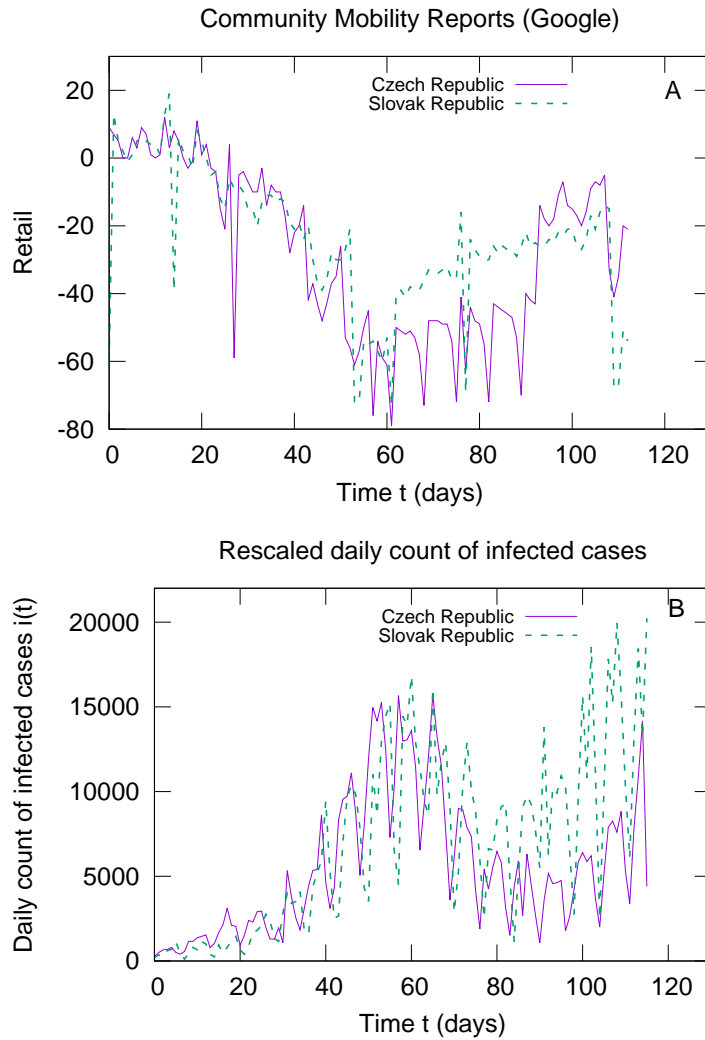 Community Mobility Reports (Google)
Czech Republic
Slovak Republic
A
20
0
-20
-40
-60
-80
Retail
0 20 40 60 80 100 120
Time t (days)
Rescaled daily count of infected cases
Czech Republic
Slovak Republic
B
20000
15000
10000
5000
0
Daily count of infected cases i(t)
0 20 40 60 80 100 120
Time t (days)